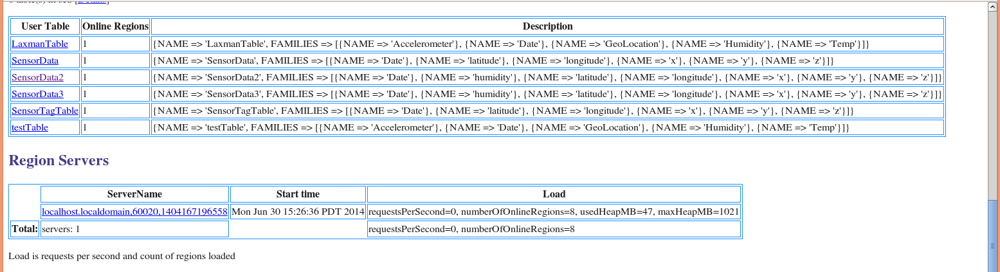 User Table Online Regions Description
LaxmanTable 1 {NAME => 'LaxmanTable', FAMILIES => [{NAME => 'Accelerometer'}, {NAME => 'Date'}, {NAME => 'GeoLocation'}, {NAME => 'Humidity'}, {NAME => 'Temp'}]}
SensorData 1 {NAME => 'SensorData', FAMILIES => [{NAME => 'Date'}, {NAME => 'latitude'}, {NAME => 'longitude'}, {NAME => 'x'}, {NAME => 'y'}, {NAME => 'z'}]}
SensorData2 1 {NAME => 'SensorData2', FAMILIES => [{NAME => 'Date'}, {NAME => 'humidity'}, {NAME => 'latitude'}, {NAME => 'longitude'}, {NAME => 'x'}, {NAME => 'y'}, {NAME => 'z'}]}
SensorData3 1 {NAME => 'SensorData3', FAMILIES => [{NAME => 'Date'}, {NAME => 'humidity'}, {NAME => 'latitude'}, {NAME => 'longitude'}, {NAME => 'x'}, {NAME => 'y'}, {NAME => 'z'}]}
SensorTagTable 1 {NAME => 'SensorTagTable', FAMILIES => [{NAME => 'Date'}, {NAME => 'latitude'}, {NAME => 'longitude'}, {NAME => 'x'}, {NAME => 'y'}, {NAME => 'z'}]}
testTable 1 {NAME => 'testTable', FAMILIES => [{NAME => 'Accelerometer'}, {NAME => 'Date'}, {NAME => 'GeoLocation'}, {NAME => 'Humidity'}, {NAME => 'Temp'}]}
Region Servers
ServerName Start time Load
localhost.localdomain,60020,1404167196558 Mon Jun 30 15:26:36 PDT 2014 requestsPerSecond=0, numberOfOnlineRegions=8, usedHeapMB=47, maxHeapMB=1021
Total: servers: 1 requestsPerSecond=0, numberOfOnlineRegions=8
Load is requests per second and count of regions loaded